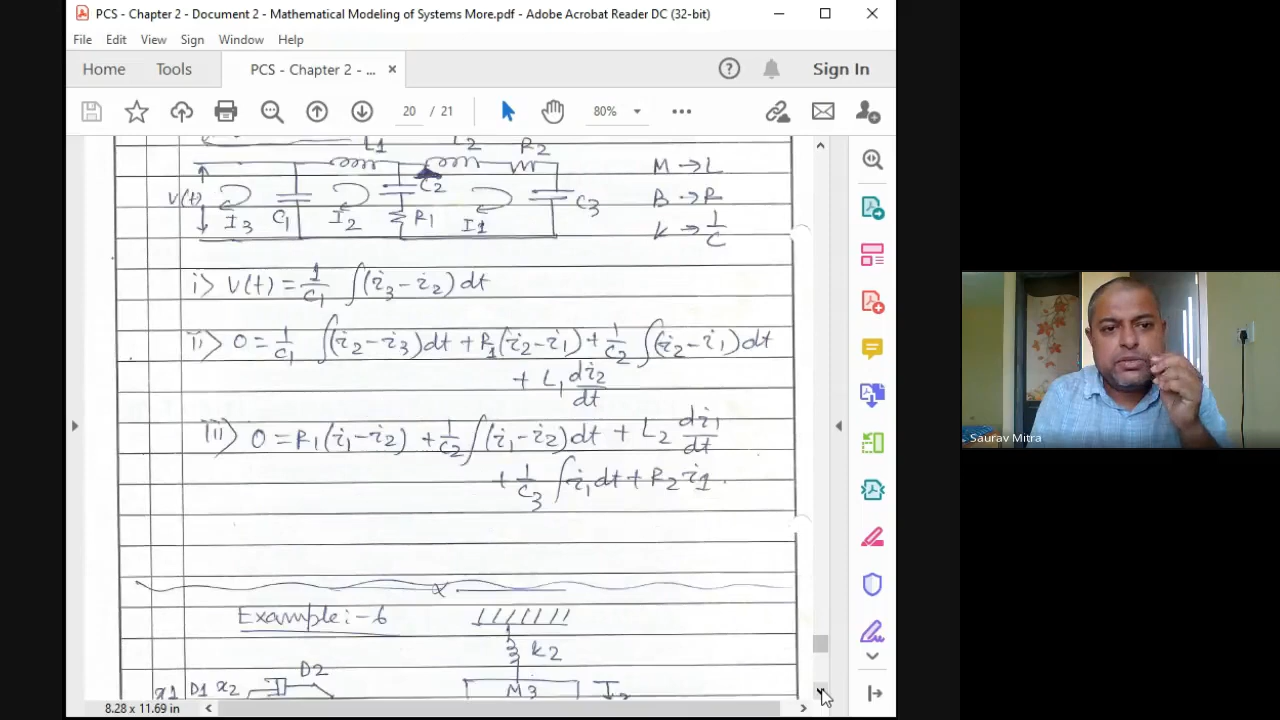 PCS - Chapter 2 - Document 2 - Mathematical Modeling of Systems More.pdf - Adobe Acrobat Reader DC (32-bit)
File Edit View Sign Window Help
Home Tools PCS - Chapter 2 - ... × Sign In
20 / 21 80%
L1 L2 R2
M → L
V(t) I3 C1 I2 C2 R1 I1 C3
B → R
K → 1/C
i> V(t) = 1/C1 ∫(i3 - i2) dt
ii> 0 = 1/C1 ∫(i2 - i3) dt + R1(i2 - i1) + 1/C2 ∫(i2 - i1) dt
+ L1 di2/dt
iii> 0 = R1(i1 - i2) + 1/C2 ∫(i1 - i2) dt + L2 di1/dt
+ 1/C3 ∫i1 dt + R2 i1.
Example:-6
K2
D2
x1 D1 x2 M3
8.28 x 11.69 in
Saurav Mitra